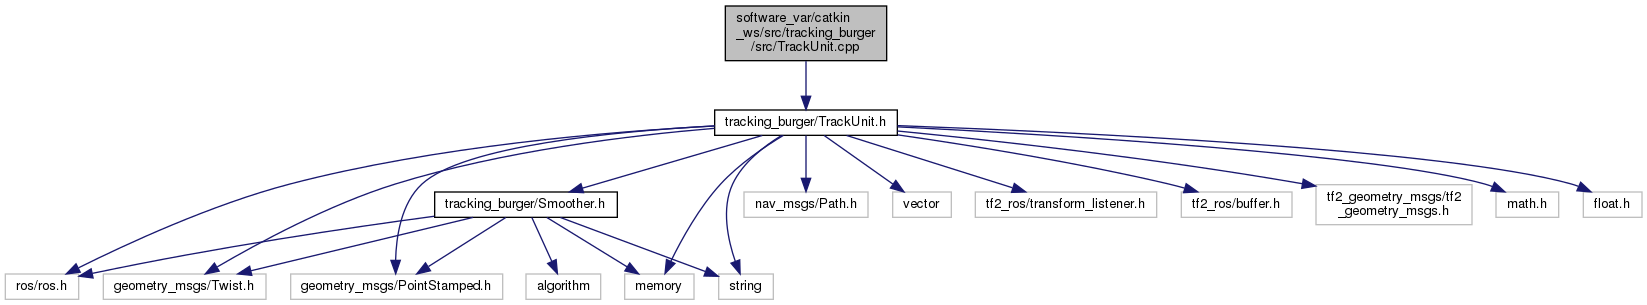 software_var/catkin
_ws/src/tracking_burger
/src/TrackUnit.cpp
tracking_burger/TrackUnit.h
tracking_burger/Smoother.h
nav_msgs/Path.h
vector
tf2_ros/transform_listener.h
tf2_ros/buffer.h
tf2_geometry_msgs/tf2
_geometry_msgs.h
math.h
float.h
ros/ros.h
geometry_msgs/Twist.h
geometry_msgs/PointStamped.h
algorithm
memory
string